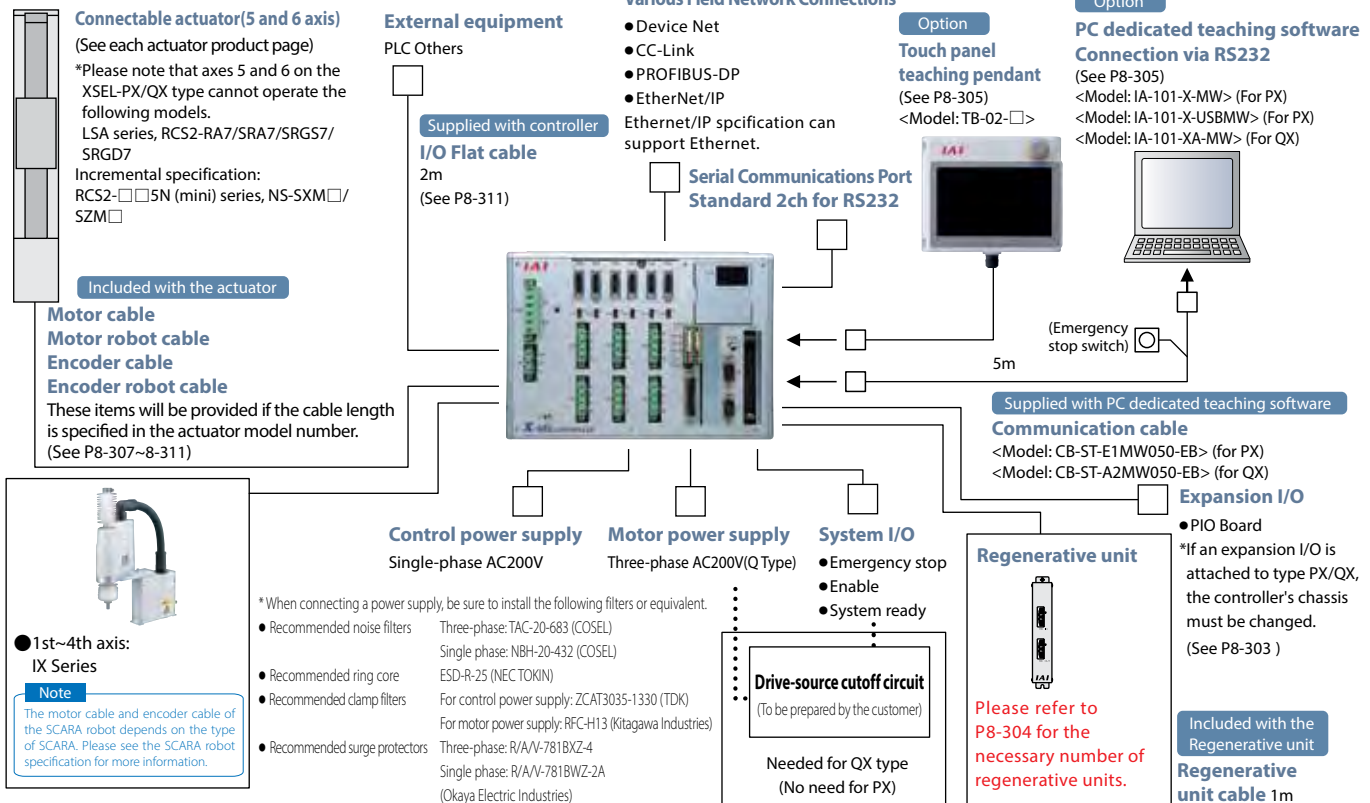 Connectable actuator(5 and 6 axis)
(See each actuator product page)
*Please note that axes 5 and 6 on the
XSEL-PX/QX type cannot operate the
following models.
LSA series, RCS2-RA7/SRA7/SRGS7/
SRGD7
Incremental specification:
RCS2-□□5N (mini) series, NS-SXM□/
SZM□
Included with the actuator
Motor cable
Motor robot cable
Encoder cable
Encoder robot cable
These items will be provided if the cable length
is specified in the actuator model number.
(See P8-307~8-311)
External equipment
PLC Others
Supplied with controller
I/O Flat cable
2m
(See P8-311)
Various Field Network Connections
●Device Net
●CC-Link
●PROFIBUS-DP
●EtherNet/IP
Ethernet/IP spcification can
support Ethernet.
Serial Communications Port
Standard 2ch for RS232
Option
Touch panel
teaching pendant
(See P8-305)
<Model: TB-02-□>
IAI
Option
PC dedicated teaching software
Connection via RS232
(See P8-305)
<Model: IA-101-X-MW> (For PX)
<Model: IA-101-X-USBMW> (For PX)
<Model: IA-101-XA-MW> (For QX)
IAI
(Emergency
stop switch)
5m
Supplied with PC dedicated teaching software
Communication cable
<Model: CB-ST-E1MW050-EB> (for PX)
<Model: CB-ST-A2MW050-EB> (for QX)
Expansion I/O
●PIO Board
*If an expansion I/O is
attached to type PX/QX,
the controller's chassis
must be changed.
(See P8-303 )
●1st~4th axis:
IX Series
Note
The motor cable and encoder cable of
the SCARA robot depends on the type
of SCARA. Please see the SCARA robot
specification for more information.
Control power supply
Single-phase AC200V
Motor power supply
Three-phase AC200V(Q Type)
System I/O
●Emergency stop
●Enable
●System ready
* When connecting a power supply, be sure to install the following filters or equivalent.
● Recommended noise filters Three-phase: TAC-20-683 (COSEL)
Single phase: NBH-20-432 (COSEL)
● Recommended ring core ESD-R-25 (NEC TOKIN)
● Recommended clamp filters For control power supply: ZCAT3035-1330 (TDK)
For motor power supply: RFC-H13 (Kitagawa Industries)
● Recommended surge protectors Three-phase: R/A/V-781BXZ-4
Single phase: R/A/V-781BWZ-2A
(Okaya Electric Industries)
Drive-source cutoff circuit
(To be prepared by the customer)
Needed for QX type
(No need for PX)
Regenerative unit
IAI
Please refer to
P8-304 for the
necessary number of
regenerative units.
Included with the
Regenerative unit
Regenerative
unit cable 1m